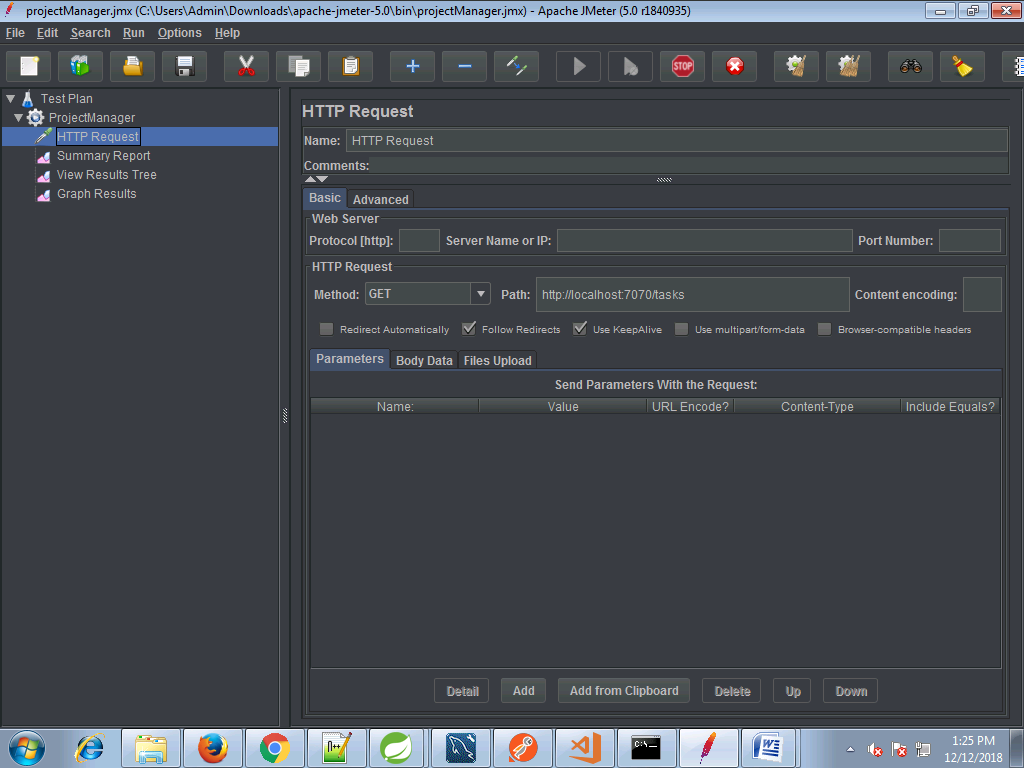 projectManager.jmx (C:\Users\Admin\Downloads\apache-jmeter-5.0\bin\projectManager.jmx) - Apache JMeter (5.0 r1840935)
File Edit Search Run Options Help
STOP
Test Plan
ProjectManager
HTTP Request
Summary Report
View Results Tree
Graph Results
HTTP Request
Name: HTTP Request
Comments:
Basic Advanced
Web Server
Protocol [http]: Server Name or IP: Port Number:
HTTP Request
Method: GET Path: http://localhost:7070/tasks Content encoding:
Redirect Automatically Follow Redirects Use KeepAlive Use multipart/form-data Browser-compatible headers
Parameters Body Data Files Upload
Send Parameters With the Request:
Name: Value URL Encode? Content-Type Include Equals?
Detail Add Add from Clipboard Delete Up Down
C:\.
1:25 PM
12/12/2018